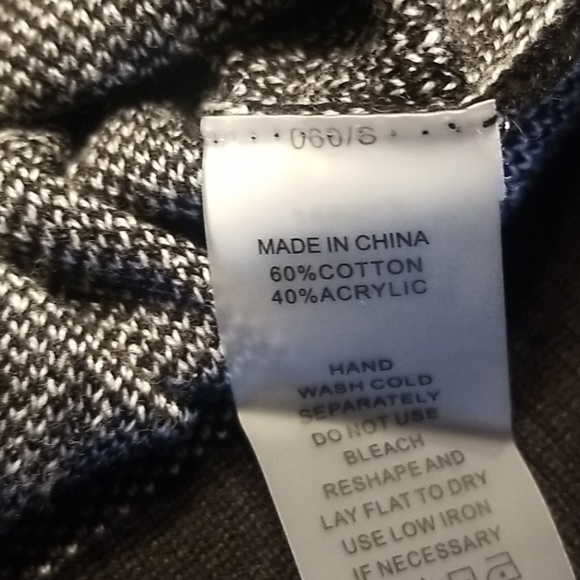 060/S
MADE IN CHINA
60%COTTON
40%ACRYLIC
HAND
WASH COLD
SEPARATELY
DO NOT USE
BLEACH
RESHAPE AND
LAY FLAT TO DRY
USE LOW IRON
IF NECESSARY